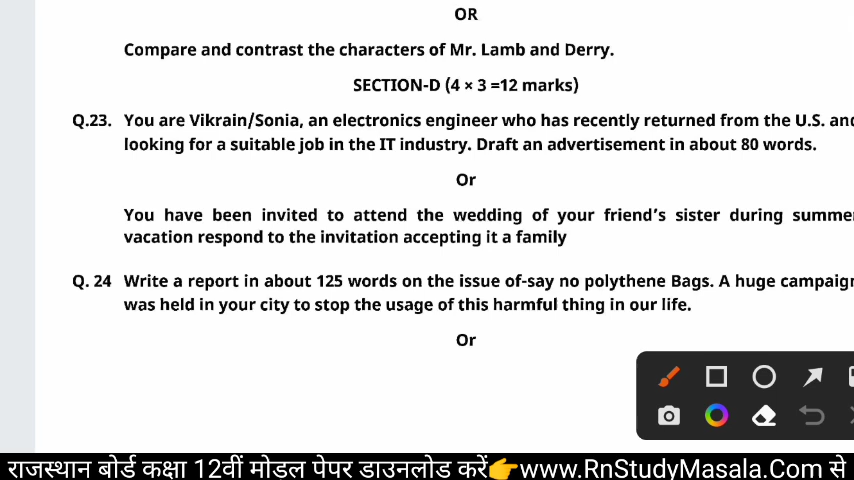 OR
Compare and contrast the characters of Mr. Lamb and Derry.
SECTION-D (4 × 3 =12 marks)
Q.23. You are Vikrain/Sonia, an electronics engineer who has recently returned from the U.S. and
looking for a suitable job in the IT industry. Draft an advertisement in about 80 words.
Or
You have been invited to attend the wedding of your friend's sister during summer
vacation respond to the invitation accepting it a family
Q. 24 Write a report in about 125 words on the issue of-say no polythene Bags. A huge campaign
was held in your city to stop the usage of this harmful thing in our life.
Or
राजस्थान बोर्ड कक्षा 12वीं मोडल पेपर डाउनलोड करें👉www.RnStudyMasala.Com से